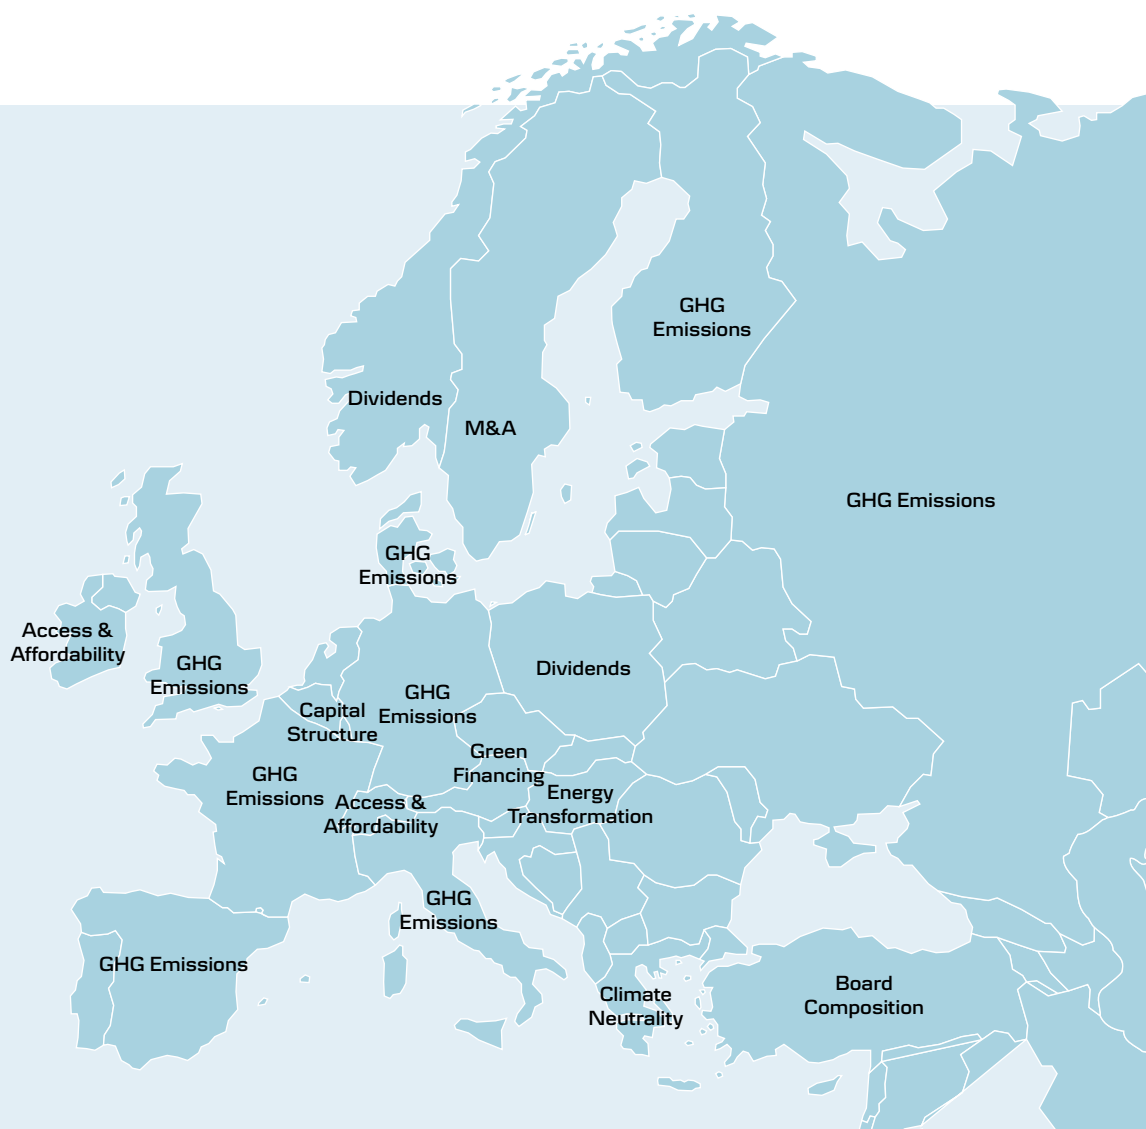 GHG
Emissions
Dividends
M&A
GHG Emissions
GHG
Emissions
Access &
Affordability
GHG
Emissions
Dividends
GHG
Emissions
Capital
Structure
Green
Financing
GHG
Emissions
Energy
Transformation
Access &
Affordability
GHG
Emissions
GHG Emissions
Climate
Neutrality
Board
Composition